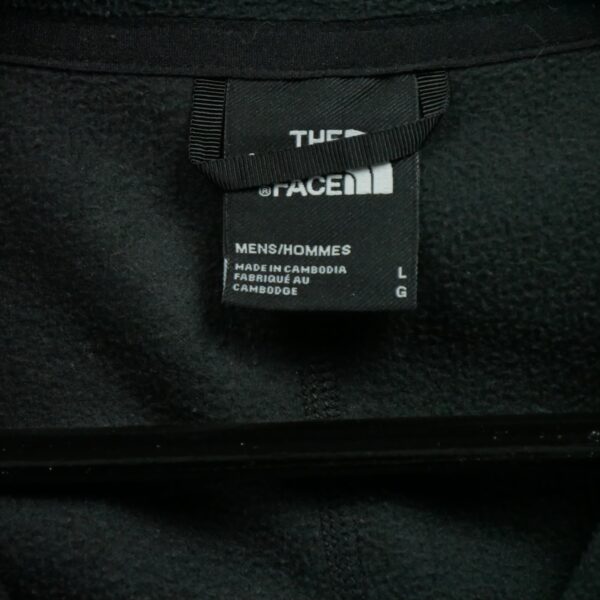 THE
®FACE
MENS/HOMMES
MADE IN CAMBODIA
FABRIQUÉ AU
CAMBODGE
L
G